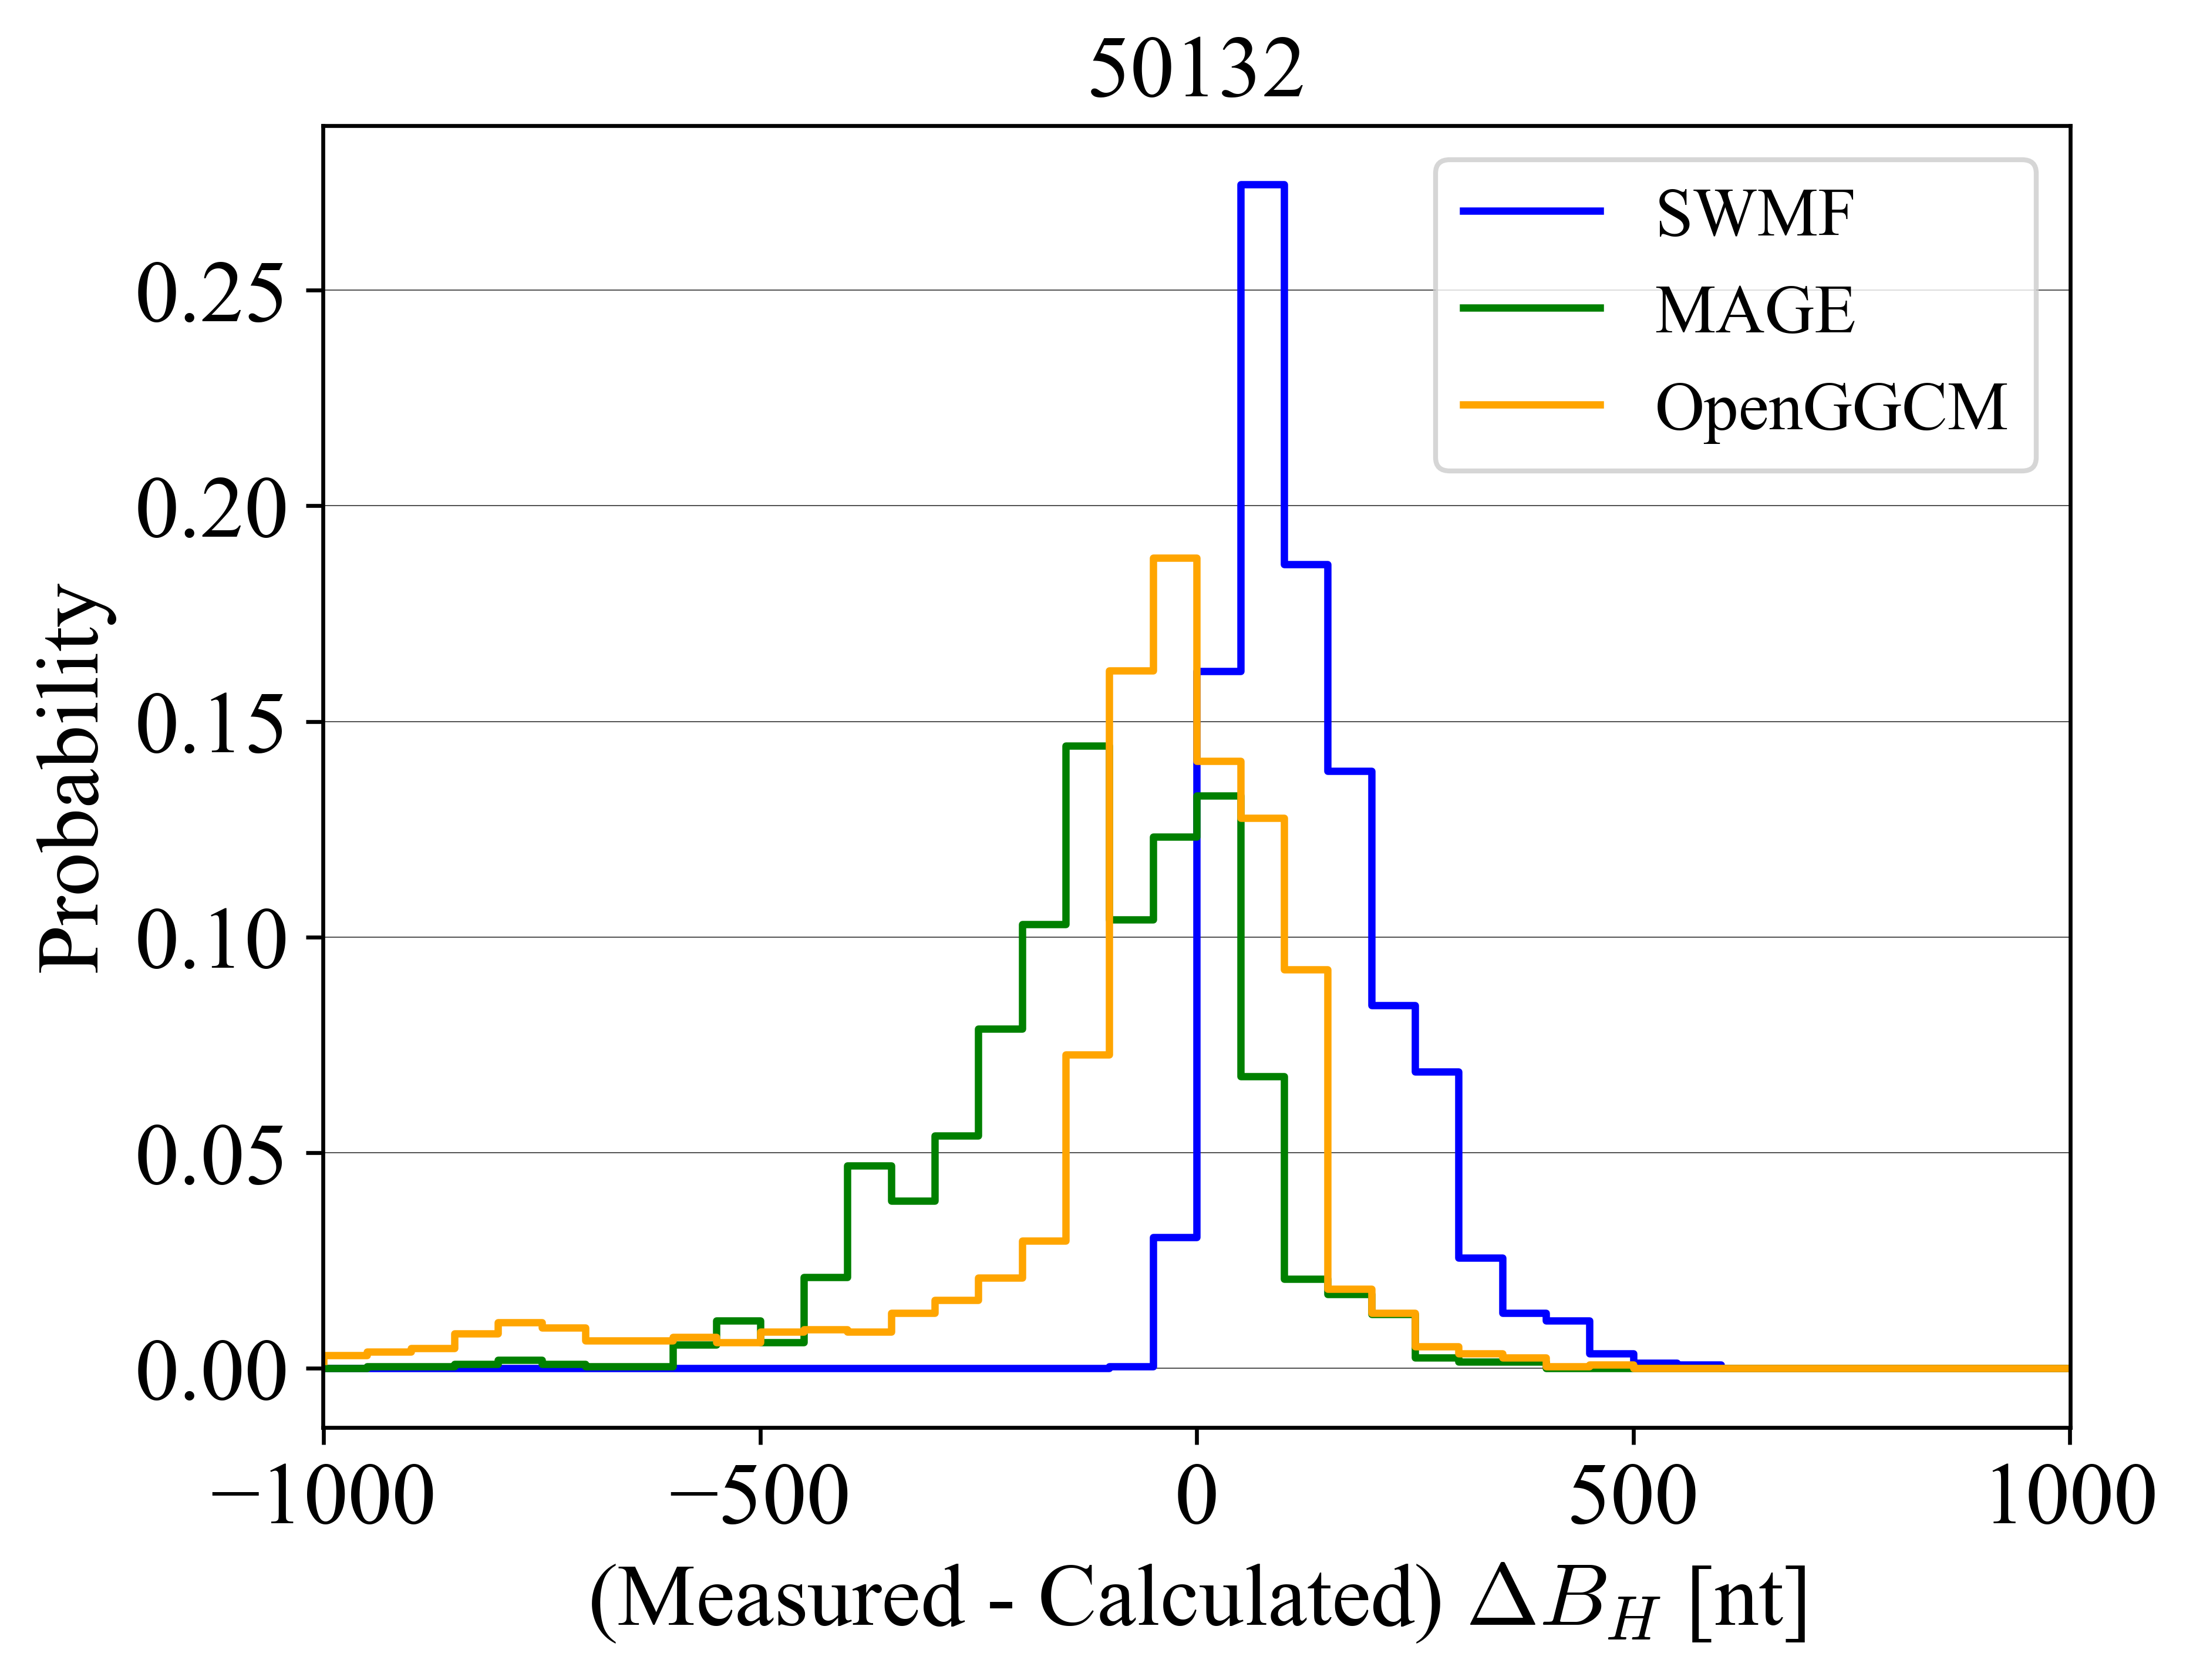 50132
SWMF
MAGE
OpenGGCM
Probability
0.25
0.20
0.15
0.10
0.05
0.00
−1000 −500 0 500 1000
(Measured - Calculated) ΔB_H [nt]